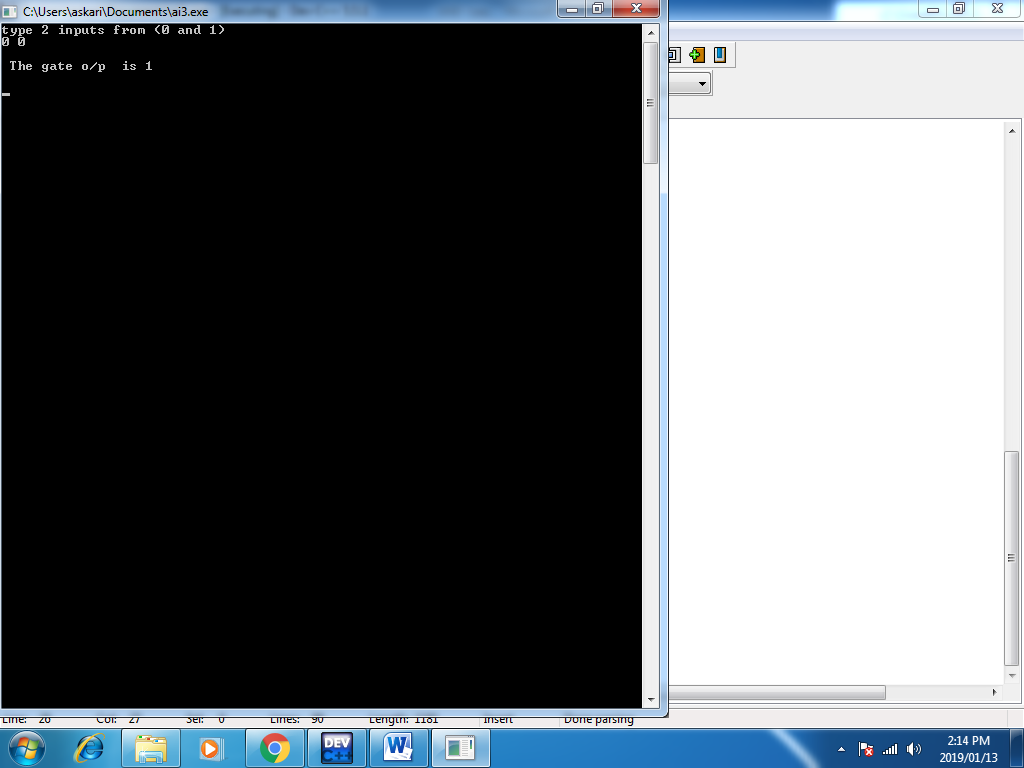 C:\Users\askari\Documents\ai3.exe
type 2 inputs from (0 and 1)
0 0
The gate o/p  is 1
Line: 26 Col: 27 Sel: 0 Lines: 90 Length: 1181 Insert Done parsing
DEV
C++
W
2:14 PM
2019/01/13